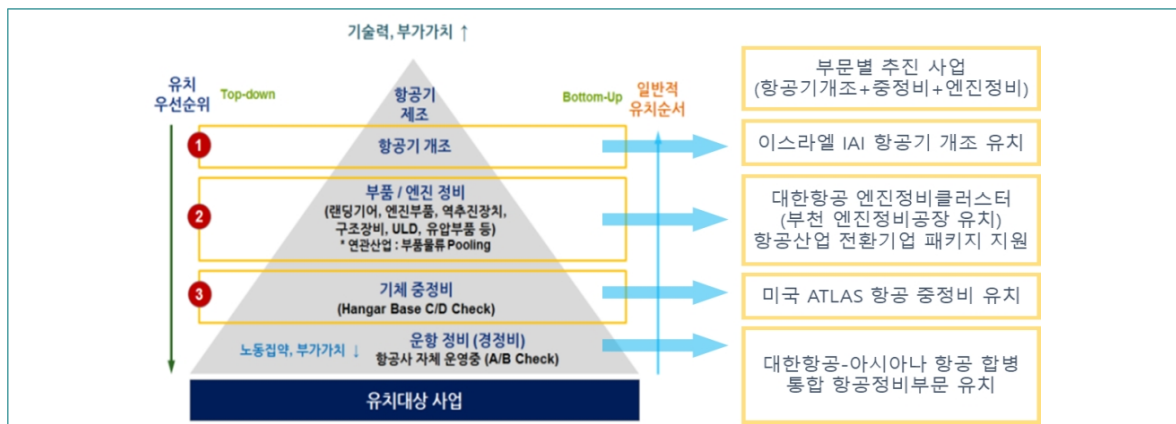 기술력, 부가가치 ↑
유치
우선순위
Top-down
Bottom-Up
일반적
유치순서
항공기
제조
1
항공기 개조
2
부품 / 엔진 정비
(랜딩기어, 엔진부품, 역추진장치,
구조장비, ULD, 유압부품 등)
* 연관산업 : 부품물류 Pooling
3
기체 중정비
(Hangar Base C/D Check)
노동집약, 부가가치 ↓
운항 정비 (경정비)
항공사 자체 운영중 (A/B Check)
유치대상 사업
부문별 추진 사업
(항공기개조+중정비+엔진정비)
이스라엘 IAI 항공기 개조 유치
대한항공 엔진정비클러스터
(부천 엔진정비공장 유치)
항공산업 전환기업 패키지 지원
미국 ATLAS 항공 중정비 유치
대한항공-아시아나 항공 합병
통합 항공정비부문 유치